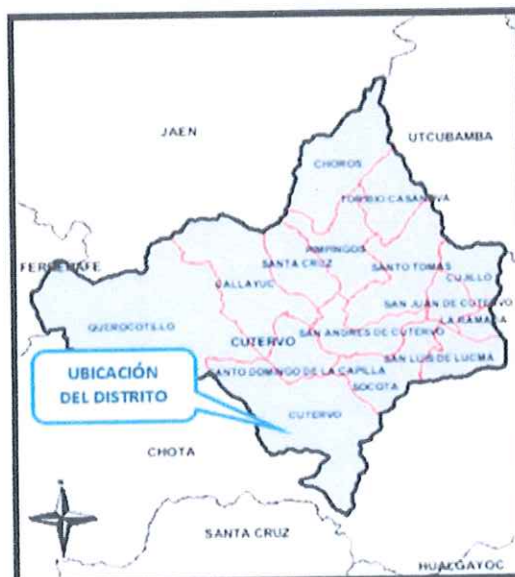 JAEN
UTCUBAMBA
CHOROS
TORIBIO CASANOVA
PIMPINGOS
SANTA CRUZ
SANTO TOMAS
FERREÑAFE
CUJILLO
CALLAYUC
SAN JUAN DE CUTERVO
LA RAMADA
QUEROCOTILLO
SAN ANDRES DE CUTERVO
CUTERVO
SAN LUIS DE LUCMA
UBICACIÓN
DEL DISTRITO
SANTO DOMINGO DE LA CAPILLA
SOCOTA
CUTERVO
CHOTA
SANTA CRUZ
HUALGAYOC